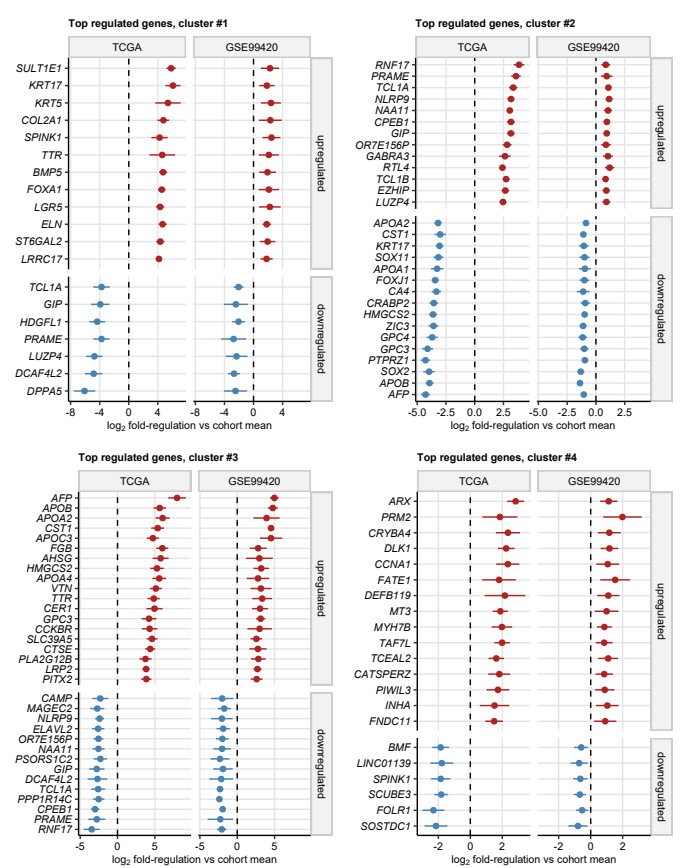 Top regulated genes, cluster #1
TCGA
GSE99420
SULT1E1
KRT17
KRT5
COL2A1
SPINK1
TTR
BMP5
FOXA1
LGR5
ELN
ST6GAL2
LRRC17
upregulated
TCL1A
GIP
HDGFL1
PRAME
LUZP4
DCAF4L2
DPPA5
downregulated
-8 -4 0 4 -8 -4 0 4
log2 fold-regulation vs cohort mean
Top regulated genes, cluster #2
TCGA
GSE99420
RNF17
PRAME
TCL1A
NLRP9
NAA11
CPEB1
GIP
OR7E156P
GABRA3
RTL4
TCL1B
EZHIP
LUZP4
upregulated
APOA2
CST1
KRT17
SOX11
APOA1
FOXJ1
CA4
CRABP2
HMGCS2
ZIC3
GPC4
GPC3
PTPRZ1
SOX2
APOB
AFP
downregulated
-5.0 -2.5 0.0 2.5 -5.0 -2.5 0.0 2.5
log2 fold-regulation vs cohort mean
Top regulated genes, cluster #3
TCGA
GSE99420
AFP
APOB
APOA2
CST1
APOC3
FGB
AHSG
HMGCS2
APOA4
VTN
TTR
CER1
GPC3
CCKBR
SLC39A5
CTSE
PLA2G12B
LRP2
PITX2
upregulated
CAMP
MAGEC2
NLRP9
ELAVL2
OR7E156P
NAA11
PSORS1C2
GIP
DCAF4L2
TCL1A
PPP1R14C
CPEB1
PRAME
RNF17
downregulated
-5 0 5 -5 0 5
log2 fold-regulation vs cohort mean
Top regulated genes, cluster #4
TCGA
GSE99420
ARX
PRM2
CRYBA4
DLK1
CCNA1
FATE1
DEFB119
MT3
MYH7B
TAF7L
TCEAL2
CATSPERZ
PIWIL3
INHA
FNDC11
upregulated
BMF
LINC01139
SPINK1
SCUBE3
FOLR1
SOSTDC1
downregulated
-2 0 2 -2 0 2
log2 fold-regulation vs cohort mean